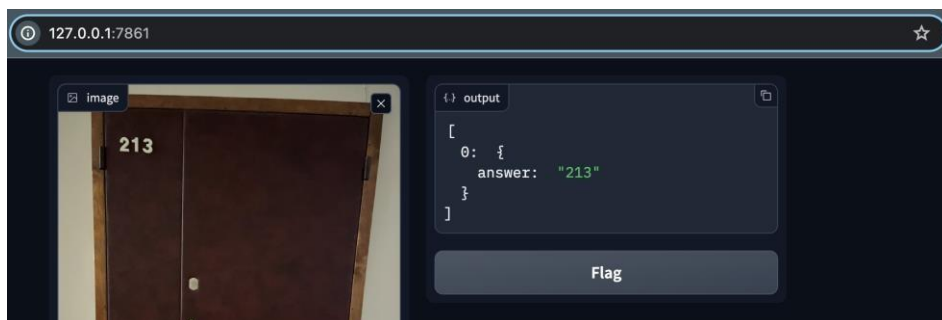 127.0.0.1:7861
image
213
output
[
0: {
answer: "213"
}
]
Flag